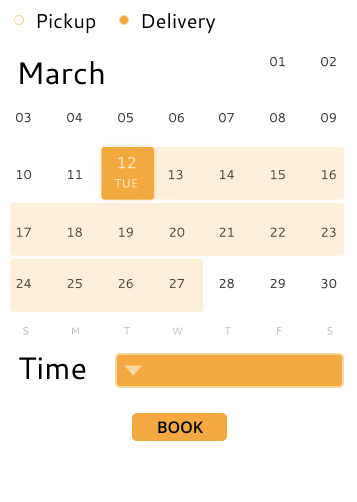 Pickup Delivery
March 01 02
03 04 05 06 07 08 09
10 11 12 TUE 13 14 15 16
17 18 19 20 21 22 23
24 25 26 27 28 29 30
S M T W T F S
Time
BOOK